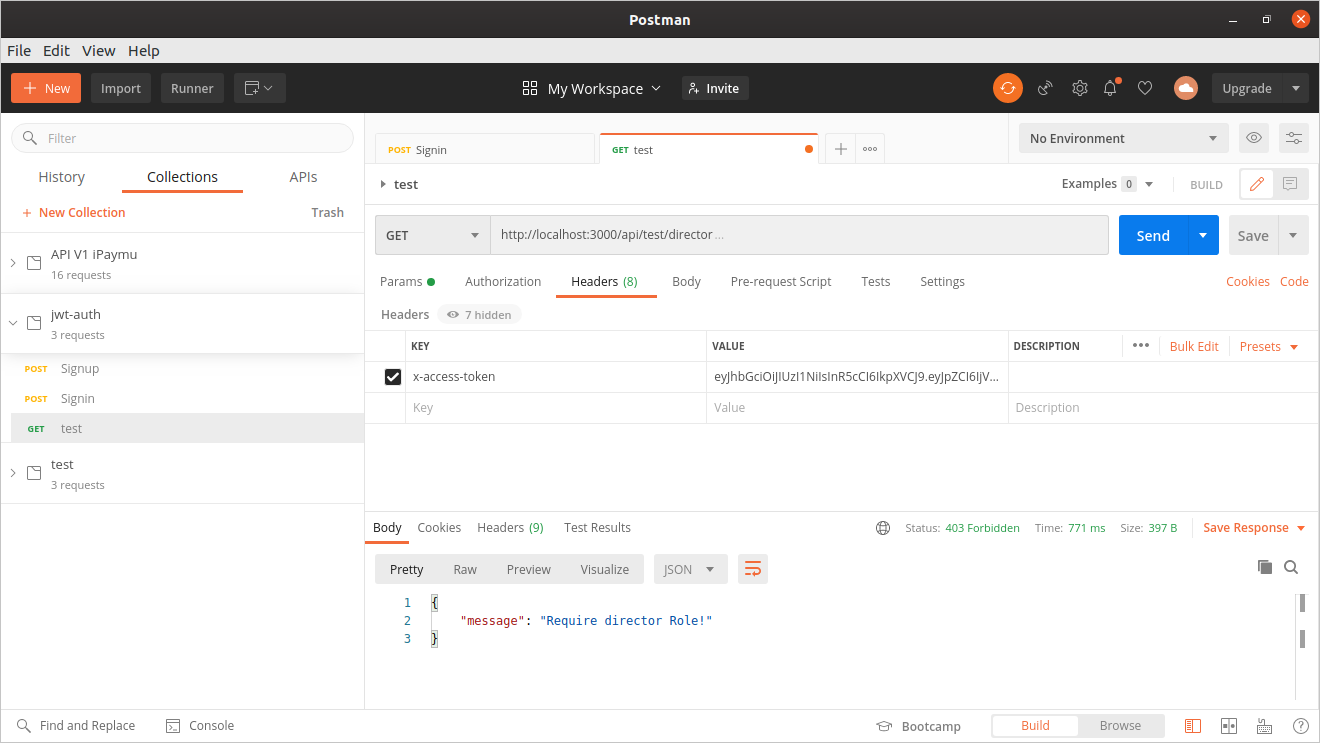 Postman
File Edit View Help
New Import Runner My Workspace Invite Upgrade
Filter
History Collections APIs
New Collection Trash
API V1 iPaymu
16 requests
jwt-auth
3 requests
POST Signup
POST Signin
GET test
test
3 requests
POST Signin GET test No Environment
test Examples 0 BUILD
GET http://localhost:3000/api/test/director ... Send Save
Params Authorization Headers (8) Body Pre-request Script Tests Settings Cookies Code
Headers 7 hidden
KEY VALUE DESCRIPTION Bulk Edit Presets
x-access-token eyJhbGciOiJIUzI1NiIsInR5cCI6IkpXVCJ9.eyJpZCI6IjV...
Key Value Description
Body Cookies Headers (9) Test Results Status: 403 Forbidden Time: 771 ms Size: 397 B Save Response
Pretty Raw Preview Visualize JSON
1 {
2 "message": "Require director Role!"
3 }
Find and Replace Console Bootcamp Build Browse